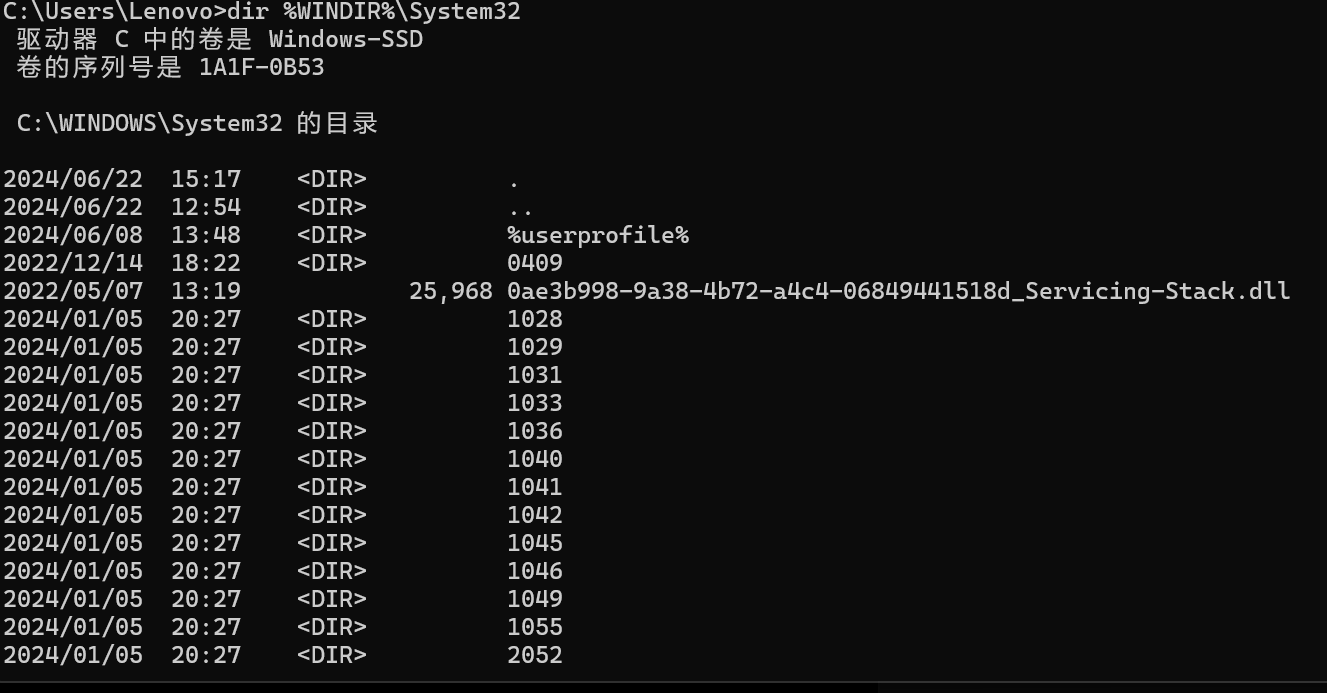 C:\Users\Lenovo>dir %WINDIR%\System32
驱动器 C 中的卷是 Windows-SSD
卷的序列号是 1A1F-0B53
C:\WINDOWS\System32 的目录
2024/06/22  15:17    <DIR>          .
2024/06/22  12:54    <DIR>          ..
2024/06/08  13:48    <DIR>          %userprofile%
2022/12/14  18:22    <DIR>          0409
2022/05/07  13:19            25,968 0ae3b998-9a38-4b72-a4c4-06849441518d_Servicing-Stack.dll
2024/01/05  20:27    <DIR>          1028
2024/01/05  20:27    <DIR>          1029
2024/01/05  20:27    <DIR>          1031
2024/01/05  20:27    <DIR>          1033
2024/01/05  20:27    <DIR>          1036
2024/01/05  20:27    <DIR>          1040
2024/01/05  20:27    <DIR>          1041
2024/01/05  20:27    <DIR>          1042
2024/01/05  20:27    <DIR>          1045
2024/01/05  20:27    <DIR>          1046
2024/01/05  20:27    <DIR>          1049
2024/01/05  20:27    <DIR>          1055
2024/01/05  20:27    <DIR>          2052